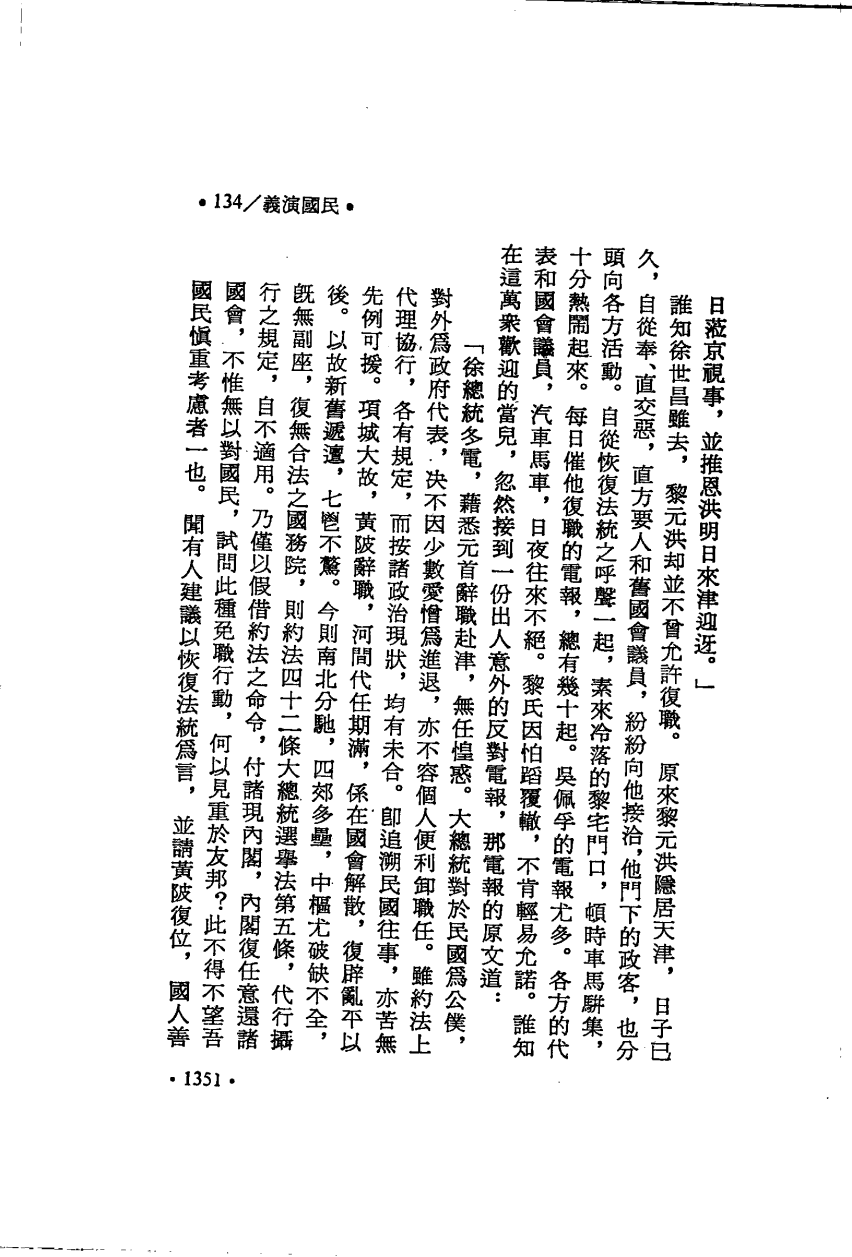 •134／義演國民•
日蒞京視事，並推恩洪明日來津迎迓。」
誰知徐世昌雖去，黎元洪却並不曾允許復職。原來黎元洪隱居天津，日子已
久，自從奉、直交惡，直方要人和舊國會議員，紛紛向他接洽，他門下的政客，也分
頭向各方活動。自從恢復法統之呼聲一起，素來冷落的黎宅門口，頓時車馬駢集，
十分熱鬧起來。每日催他復職的電報，總有幾十起。吳佩孚的電報尤多。各方的代
表和國會議員，汽車馬車，日夜往來不絕。黎氏因怕蹈覆轍，不肯輕易允諾。誰知
在這萬衆歡迎的當兒，忽然接到一份出人意外的反對電報，那電報的原文道：
「徐總統冬電，藉悉元首辭職赴津，無任惶惑。大總統對於民國爲公僕，
對外爲政府代表，决不因少數愛憎爲進退，亦不容個人便利卸職任。雖約法上
代理協行，各有規定，而按諸政治現狀，均有未合。卽追溯民國往事，亦苦無
先例可援。項城大故，黃陂辭職，河間代任期滿，係在國會解散，復辟亂平以
後。以故新舊遞邅，七鬯不驚。今則南北分馳，四郊多壘，中樞尤破缺不全，
旣無副座，復無合法之國務院，則約法四十二條大總統選舉法第五條，代行攝
行之規定，自不適用。乃僅以假借約法之命令，付諸現內閣，內閣復任意還諸
國會，不惟無以對國民，試問此種免職行動，何以見重於友邦？此不得不望吾
國民愼重考慮者一也。聞有人建議以恢復法統爲言，並請黃陂復位，國人善
•1351•